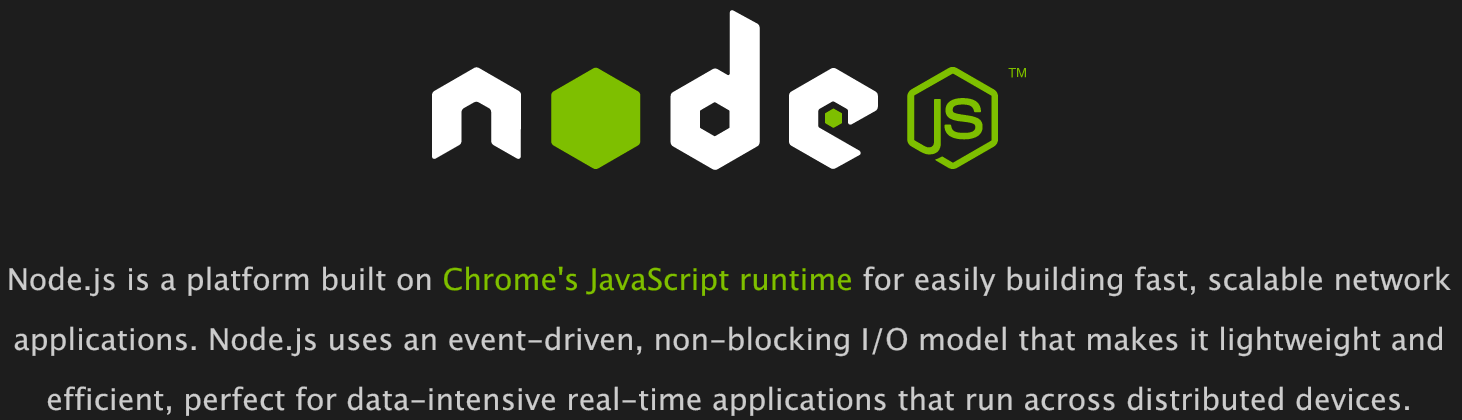 node JS ™
Node.js is a platform built on Chrome's JavaScript runtime for easily building fast, scalable network
applications. Node.js uses an event-driven, non-blocking I/O model that makes it lightweight and
efficient, perfect for data-intensive real-time applications that run across distributed devices.